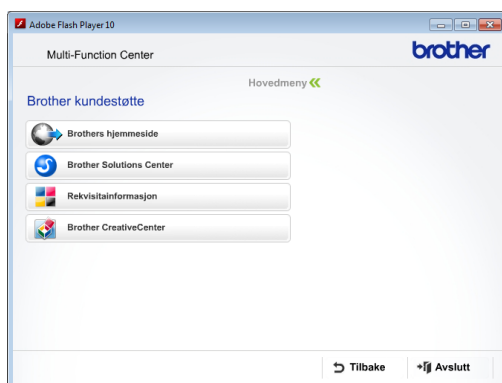 Adobe Flash Player 10
Multi-Function Center
brother
Hovedmeny
Brother kundestøtte
Brothers hjemmeside
Brother Solutions Center
Rekvisitainformasjon
Brother CreativeCenter
Tilbake
Avslutt